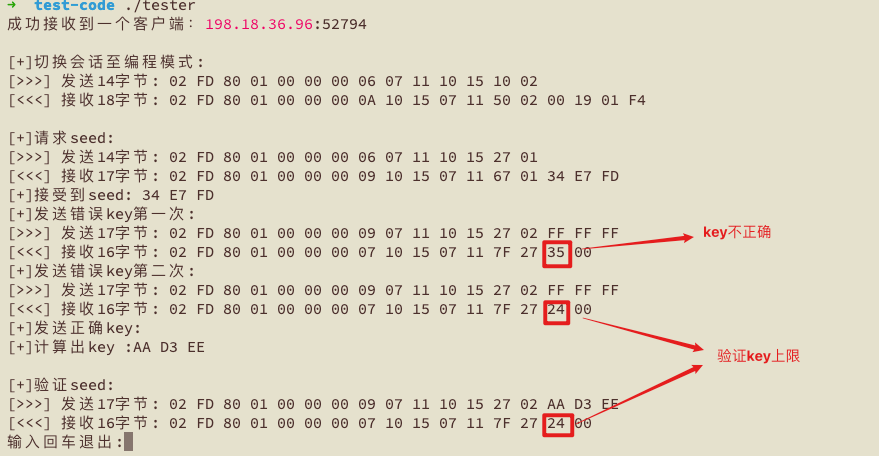 → test-code ./tester
成功接收到一个客户端: 198.18.36.96:52794
[+]切换会话至编程模式:
[>>>] 发送14字节: 02 FD 80 01 00 00 00 06 07 11 10 15 10 02
[<<<] 接收18字节: 02 FD 80 01 00 00 00 0A 10 15 07 11 50 02 00 19 01 F4
[+]请求seed:
[>>>] 发送14字节: 02 FD 80 01 00 00 00 06 07 11 10 15 27 01
[<<<] 接收17字节: 02 FD 80 01 00 00 00 09 10 15 07 11 67 01 34 E7 FD
[+]接受到seed: 34 E7 FD
[+]发送错误key第一次:
[>>>] 发送17字节: 02 FD 80 01 00 00 00 09 07 11 10 15 27 02 FF FF FF
key不正确
[<<<] 接收16字节: 02 FD 80 01 00 00 00 07 10 15 07 11 7F 27 35 00
[+]发送错误key第二次:
[>>>] 发送17字节: 02 FD 80 01 00 00 00 09 07 11 10 15 27 02 FF FF FF
[<<<] 接收16字节: 02 FD 80 01 00 00 00 07 10 15 07 11 7F 27 24 00
[+]发送正确key:
[+]计算出key :AA D3 EE
验证key上限
[+]验证seed:
[>>>] 发送17字节: 02 FD 80 01 00 00 00 09 07 11 10 15 27 02 AA D3 EE
[<<<] 接收16字节: 02 FD 80 01 00 00 00 07 10 15 07 11 7F 27 24 00
输入回车退出: